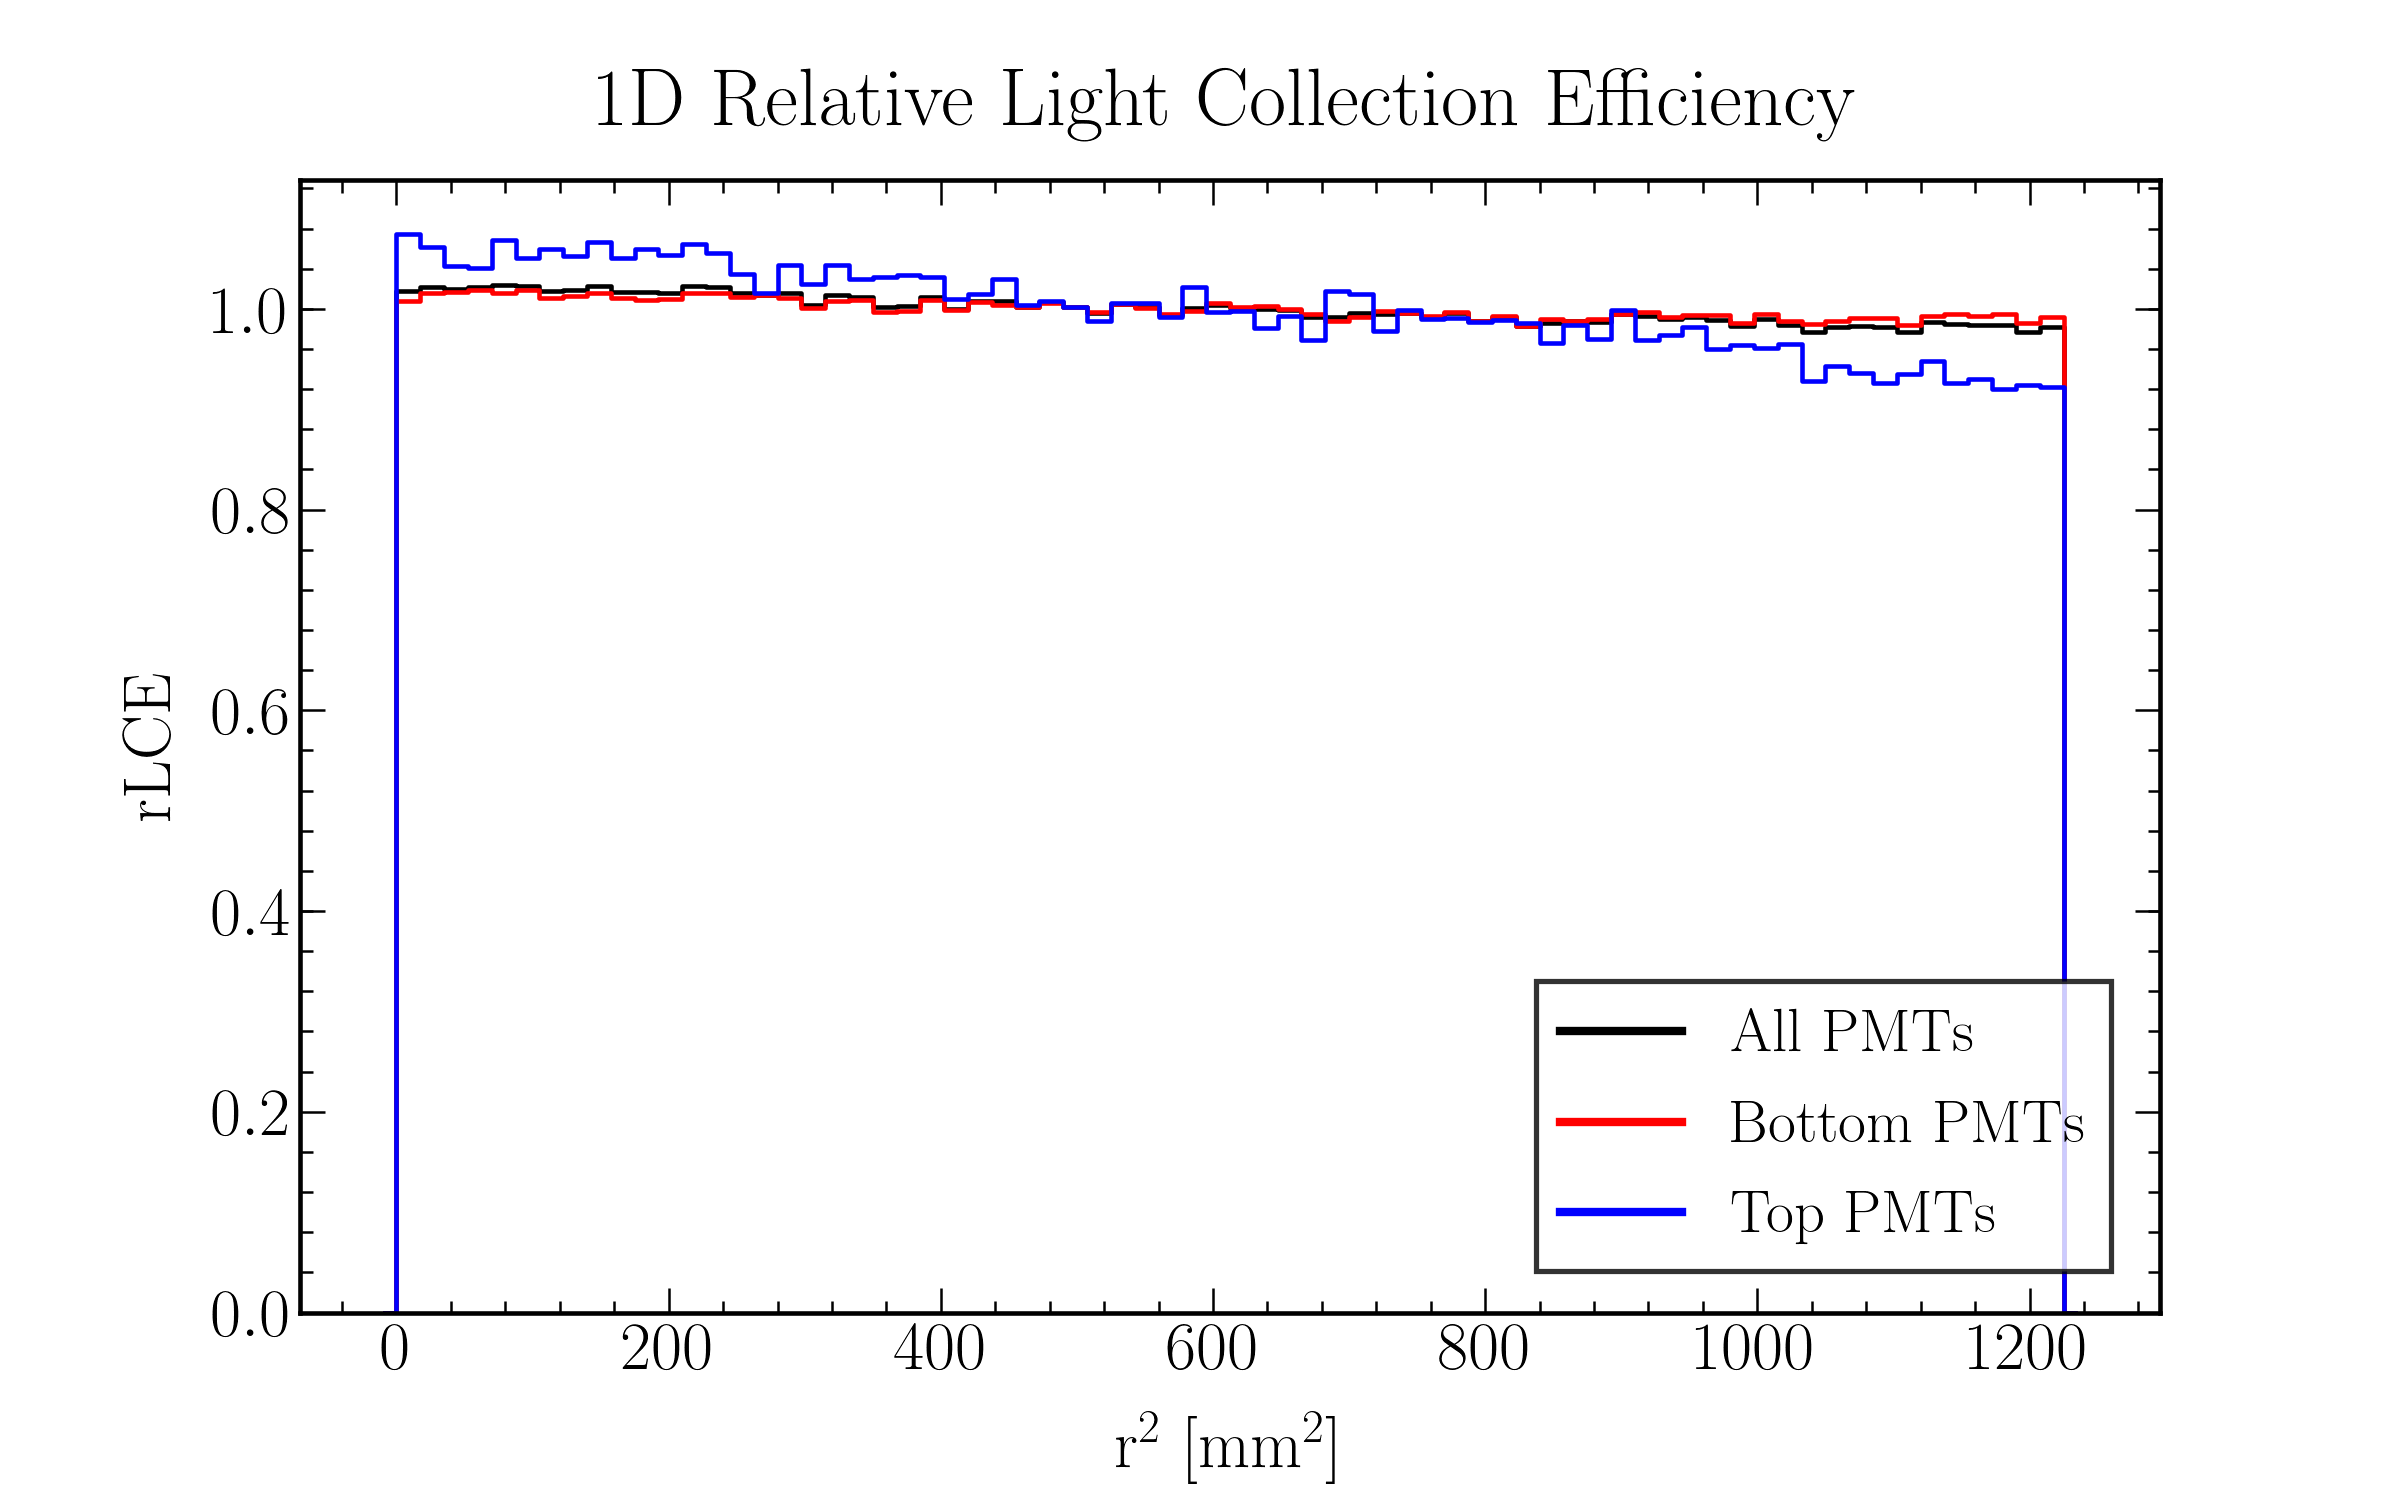 1D Relative Light Collection Efficiency
rLCE
1.0
0.8
0.6
0.4
0.2
0.0
0 200 400 600 800 1000 1200
r² [mm²]
All PMTs
Bottom PMTs
Top PMTs